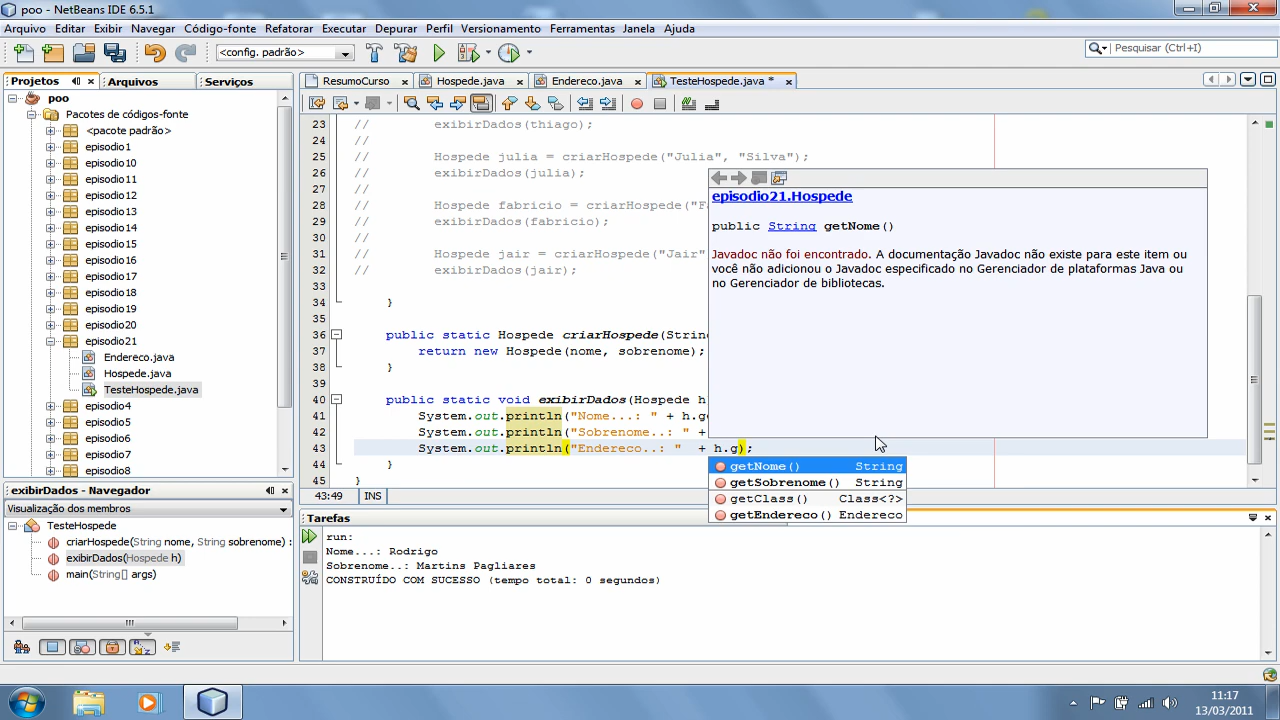 poo - NetBeans IDE 6.5.1
Arquivo Editar Exibir Navegar Código-fonte Refatorar Executar Depurar Perfil Versionamento Ferramentas Janela Ajuda
<config. padrão>
Pesquisar (Ctrl+I)
Projetos Arquivos Serviços
ResumoCurso Hospede.java Endereco.java TesteHospede.java *
poo
Pacotes de códigos-fonte
<pacote padrão>
episodio1
episodio10
episodio11
episodio12
episodio13
episodio14
episodio15
episodio16
episodio17
episodio18
episodio19
episodio20
episodio21
Endereco.java
Hospede.java
TesteHospede.java
episodio4
episodio5
episodio6
episodio7
episodio8
23 // exibirDados(thiago);
24 //
25 // Hospede julia = criarHospede("Julia", "Silva");
26 // exibirDados(julia);
27 //
28 // Hospede fabricio = criarHospede("F
29 // exibirDados(fabricio);
30 //
31 // Hospede jair = criarHospede("Jair"
32 // exibirDados(jair);
33
34 }
35
36 public static Hospede criarHospede(Strin
37 return new Hospede(nome, sobrenome);
38 }
39
40 public static void exibirDados(Hospede h
41 System.out.println("Nome...: " + h.g
42 System.out.println("Sobrenome..: " +
43 System.out.println("Endereco..: " + h.g);
44 }
45 }
episodio21.Hospede
public String getNome()
Javadoc não foi encontrado. A documentação Javadoc não existe para este item ou
você não adicionou o Javadoc especificado no Gerenciador de plataformas Java ou
no Gerenciador de bibliotecas.
getNome() String
getSobrenome() String
getClass() Class<?>
getEndereco() Endereco
43:49 INS
exibirDados - Navegador
Visualização dos membros
TesteHospede
criarHospede(String nome, String sobrenome) :
exibirDados(Hospede h)
main(String[] args)
Tarefas
run:
Nome...: Rodrigo
Sobrenome..: Martins Pagliares
CONSTRUÍDO COM SUCESSO (tempo total: 0 segundos)
11:17
13/03/2011